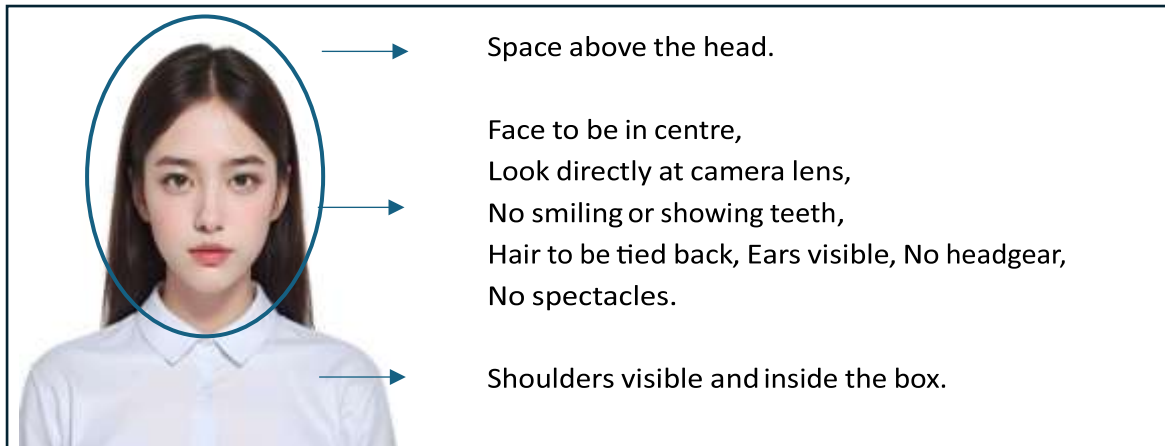 Space above the head.
Face to be in centre,
Look directly at camera lens,
No smiling or showing teeth,
Hair to be tied back, Ears visible, No headgear,
No spectacles.
Shoulders visible and inside the box.